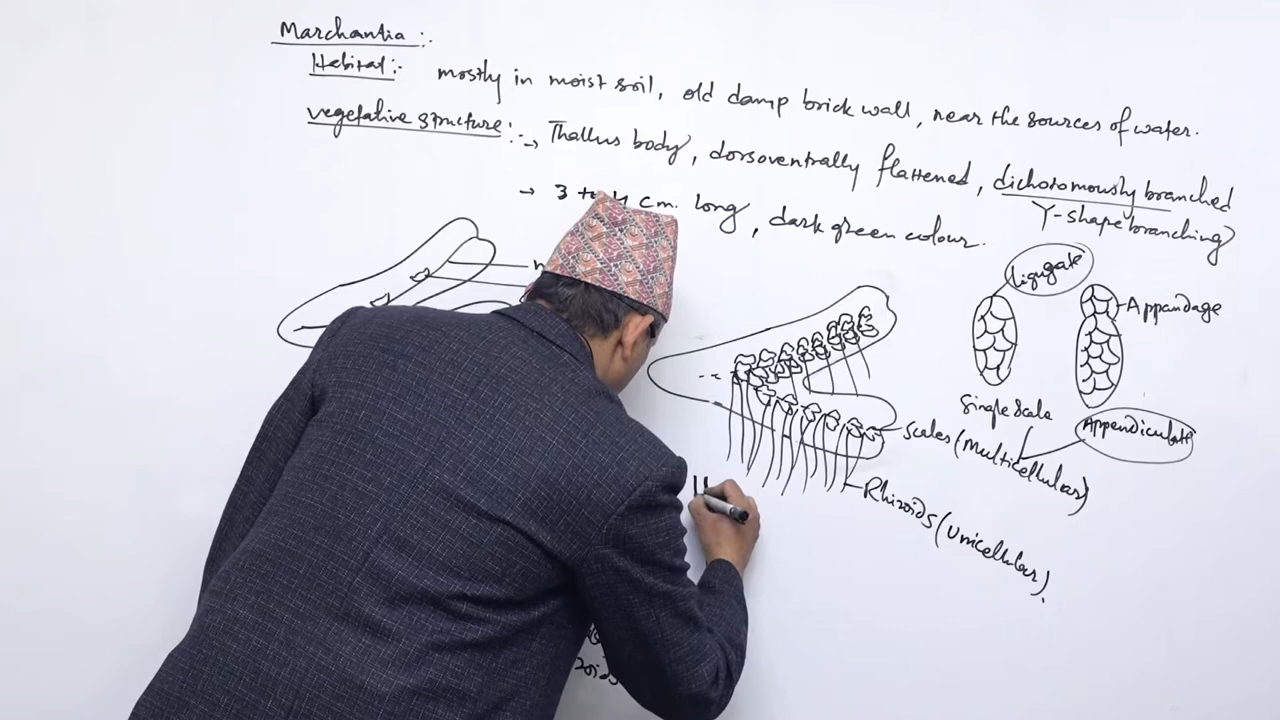 Marchantia :-
Habitat :- mostly in moist soil, old damp brick wall, near the sources of water.
vegetative structure :- → Thallus body, dorsoventrally flattened, dichotomously branched
Y-shape branching
→ 3 to 4 cm. long, dark green colour.
ligugate
Appandage
Single scale
Appendiculate
Scales (Multicellular)
Rhizoids (Unicellular).